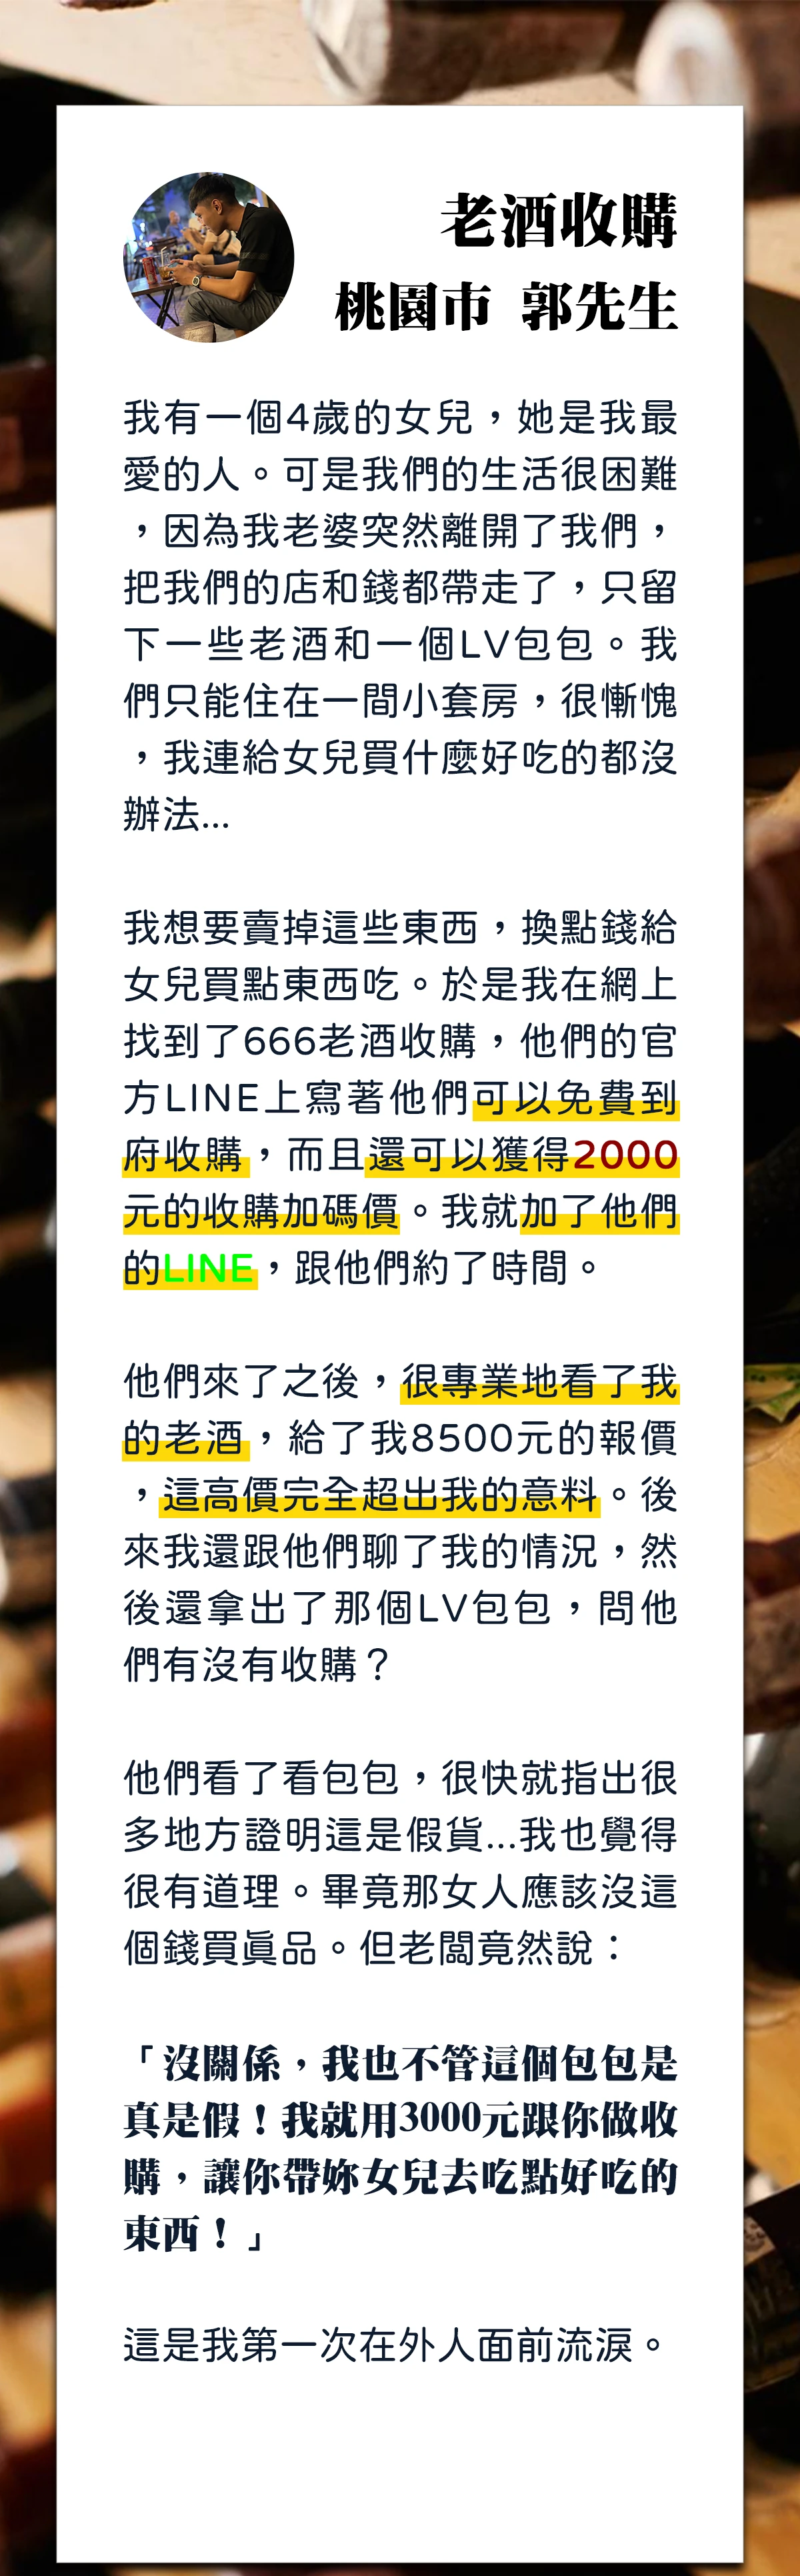 老酒收購
桃園市 郭先生
我有一個4歲的女兒，她是我最
愛的人。可是我們的生活很困難
，因為我老婆突然離開了我們，
把我們的店和錢都帶走了，只留
下一些老酒和一個LV包包。我
們只能住在一間小套房，很慚愧
，我連給女兒買什麼好吃的都沒
辦法...
我想要賣掉這些東西，換點錢給
女兒買點東西吃。於是我在網上
找到了666老酒收購，他們的官
方LINE上寫著他們可以免費到
府收購，而且還可以獲得2000
元的收購加碼價。我就加了他們
的LINE，跟他們約了時間。
他們來了之後，很專業地看了我
的老酒，給了我8500元的報價
，這高價完全超出我的意料。後
來我還跟他們聊了我的情況，然
後還拿出了那個LV包包，問他
們有沒有收購？
他們看了看包包，很快就指出很
多地方證明這是假貨...我也覺得
很有道理。畢竟那女人應該沒這
個錢買真品。但老闆竟然說：
「沒關係，我也不管這個包包是
真是假！我就用3000元跟你做收
購，讓你帶妳女兒去吃點好吃的
東西！」
這是我第一次在外人面前流淚。